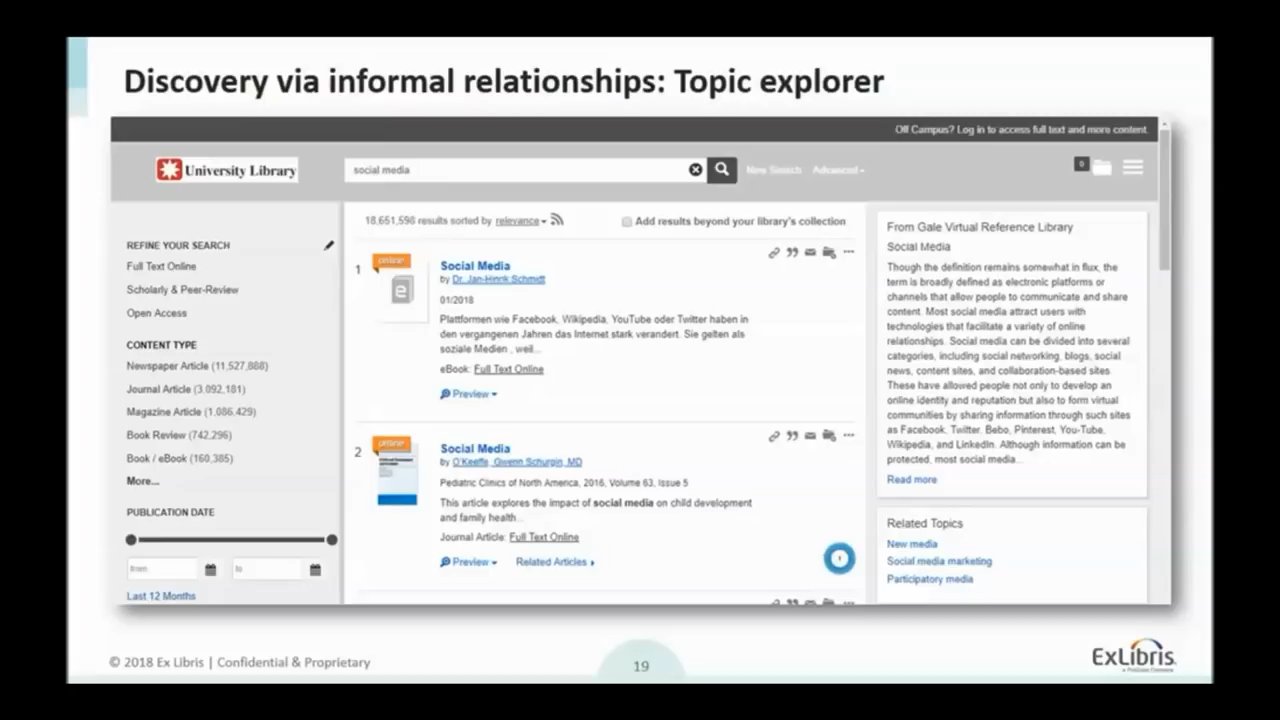 Discovery via informal relationships: Topic explorer
Off Campus? Log in to access full text and more content.
University Library
social media
New Search Advanced
0
REFINE YOUR SEARCH
Full Text Online
Scholarly & Peer-Review
Open Access
CONTENT TYPE
Newspaper Article (11,527,888)
Journal Article (3,092,181)
Magazine Article (1,086,429)
Book Review (742,296)
Book / eBook (160,385)
More...
PUBLICATION DATE
from to
Last 12 Months
18,651,598 results sorted by relevance
Add results beyond your library's collection
1
online
Social Media
by Dr. Jan-Hinrik Schmidt
01/2018
Plattformen wie Facebook, Wikipedia, YouTube oder Twitter haben in
den vergangenen Jahren das Internet stark verandert. Sie gelten als
soziale Medien , weil...
eBook: Full Text Online
Preview
2
online
Social Media
by O'Keeffe, Gwenn Schurgin, MD
Pediatric Clinics of North America, 2016, Volume 63, Issue 5
This article explores the impact of social media on child development
and family health...
Journal Article: Full Text Online
Preview Related Articles
From Gale Virtual Reference Library
Social Media
Though the definition remains somewhat in flux, the
term is broadly defined as electronic platforms or
channels that allow people to communicate and share
content. Most social media attract users with
technologies that facilitate a variety of online
relationships. Social media can be divided into several
categories, including social networking, blogs, social
news, content sites, and collaboration-based sites.
These have allowed people not only to develop an
online identity and reputation but also to form virtual
communities by sharing information through such sites
as Facebook, Twitter, Bebo, Pinterest, You-Tube,
Wikipedia, and LinkedIn. Although information can be
protected, most social media...
Read more
Related Topics
New media
Social media marketing
Participatory media
© 2018 Ex Libris | Confidential & Proprietary
19
ExLibris